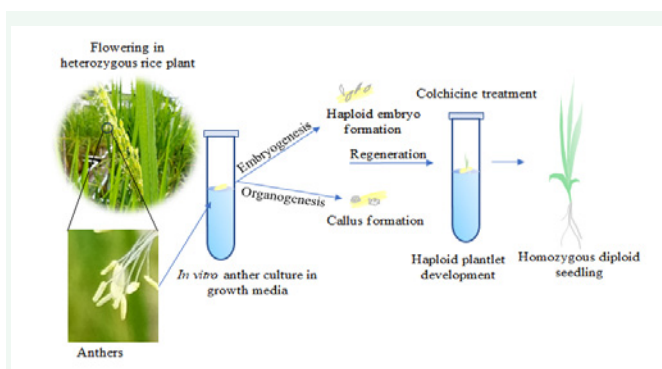 Flowering in
heterozygous rice plant
Anthers
In vitro anther culture in
growth media
Embryogenesis
Organogenesis
Haploid embryo
formation
Callus formation
Regeneration
Colchicine treatment
Haploid plantlet
development
Homozygous diploid
seedling